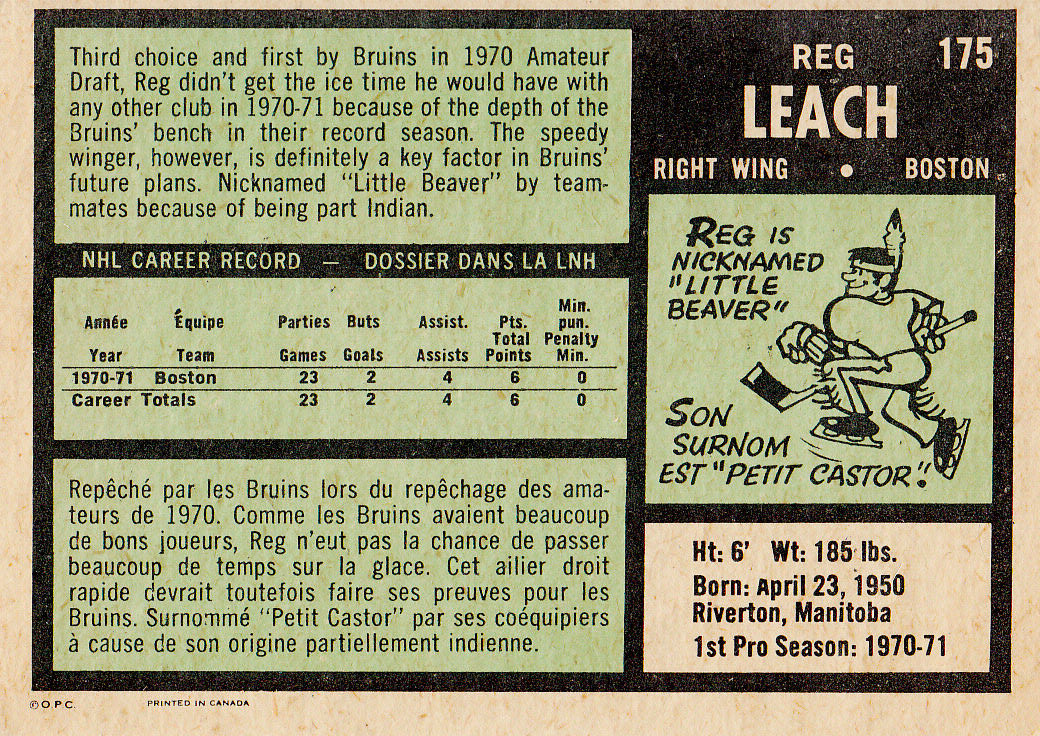 Third choice and first by Bruins in 1970 Amateur
Draft, Reg didn't get the ice time he would have with
any other club in 1970-71 because of the depth of the
Bruins' bench in their record season. The speedy
winger, however, is definitely a key factor in Bruins'
future plans. Nicknamed "Little Beaver" by team-
mates because of being part Indian.
NHL CAREER RECORD — DOSSIER DANS LA LNH
Année Équipe Parties Buts Assist. Pts. Min. pun.
Year Team Games Goals Assists Total Points Penalty Min.
1970-71 Boston 23 2 4 6 0
Career Totals 23 2 4 6 0
Repêché par les Bruins lors du repêchage des ama-
teurs de 1970. Comme les Bruins avaient beaucoup
de bons joueurs, Reg n'eut pas la chance de passer
beaucoup de temps sur la glace. Cet ailier droit
rapide devrait toutefois faire ses preuves pour les
Bruins. Surnommé "Petit Castor" par ses coéquipiers
à cause de son origine partiellement indienne.
REG 175
LEACH
RIGHT WING • BOSTON
REG IS
NICKNAMED
"LITTLE
BEAVER"
SON
SURNOM
EST "PETIT CASTOR".
Ht: 6' Wt: 185 lbs.
Born: April 23, 1950
Riverton, Manitoba
1st Pro Season: 1970-71
© O.P.C. PRINTED IN CANADA